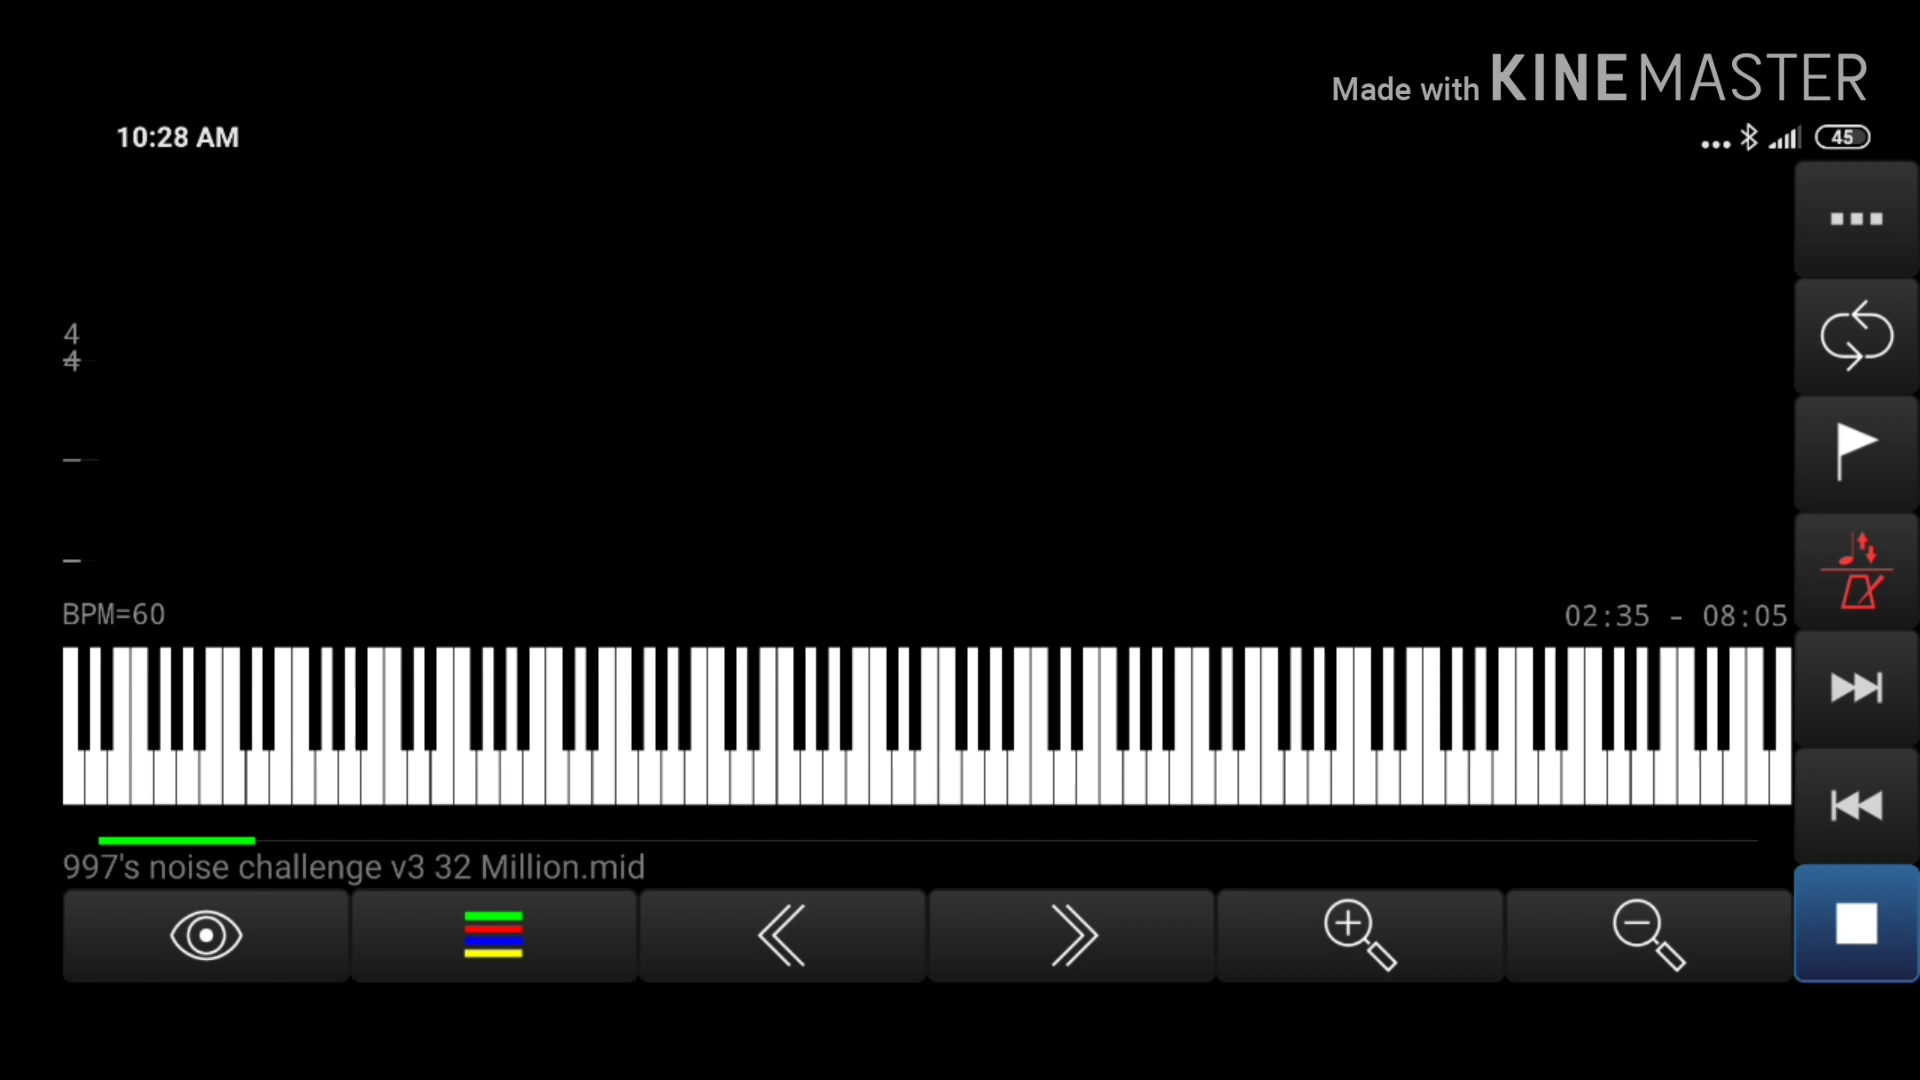 Made with KINEMASTER
10:28 AM
45
4
4
BPM=60
02:35 - 08:05
997's noise challenge v3 32 Million.mid